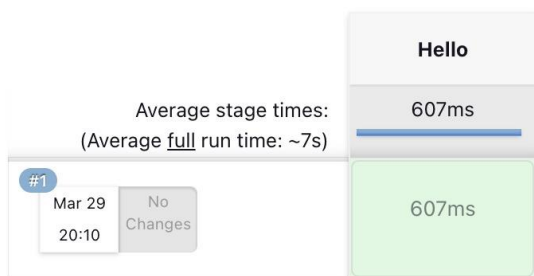 Hello
Average stage times:
607ms
(Average full run time: ~7s)
#1
Mar 29
20:10
No
Changes
607ms